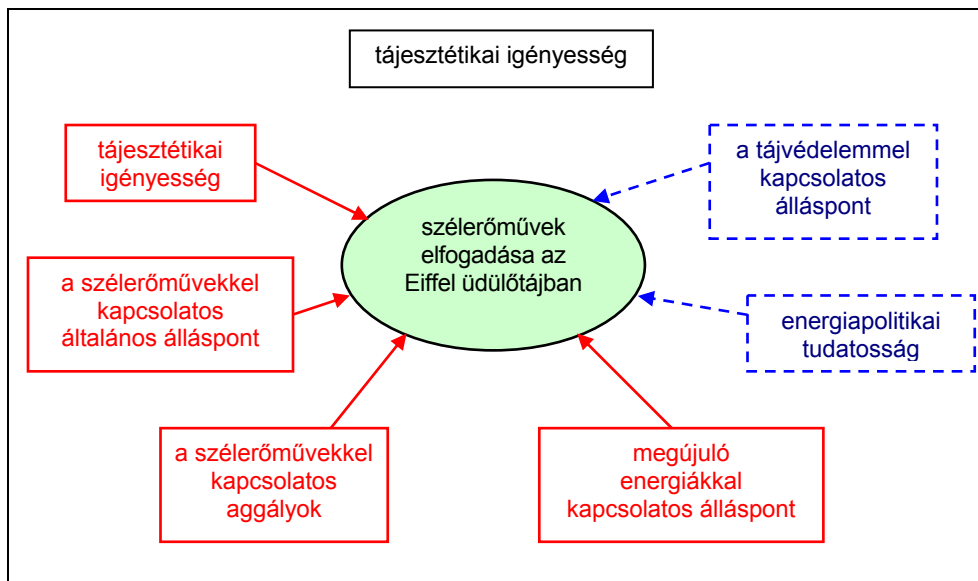 tájesztétikai igényesség
tájesztétikai
igényesség
a tájvédelemmel
kapcsolatos
álláspont
szélerőművek
elfogadása az
Eiffel üdülőtájban
a szélerőművekkel
kapcsolatos
általános álláspont
energiapolitikai
tudatosság
a szélerőművekkel
kapcsolatos
aggályok
megújuló
energiákkal
kapcsolatos álláspont